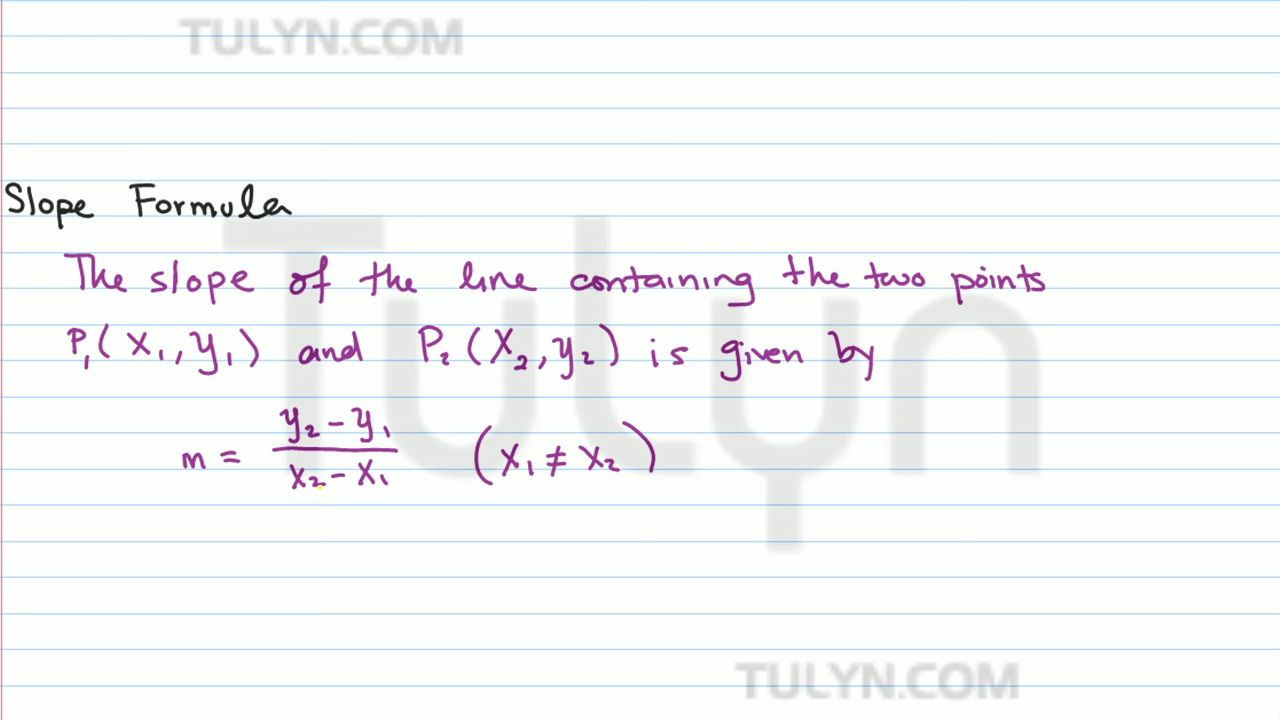 TULYN.COM
Slope Formula
The slope of the line containing the two points
P₁(x₁,y₁) and P₂(x₂,y₂) is given by
m = y₂-y₁/x₂-x₁ (x₁≠x₂)
Tulyn
TULYN.COM